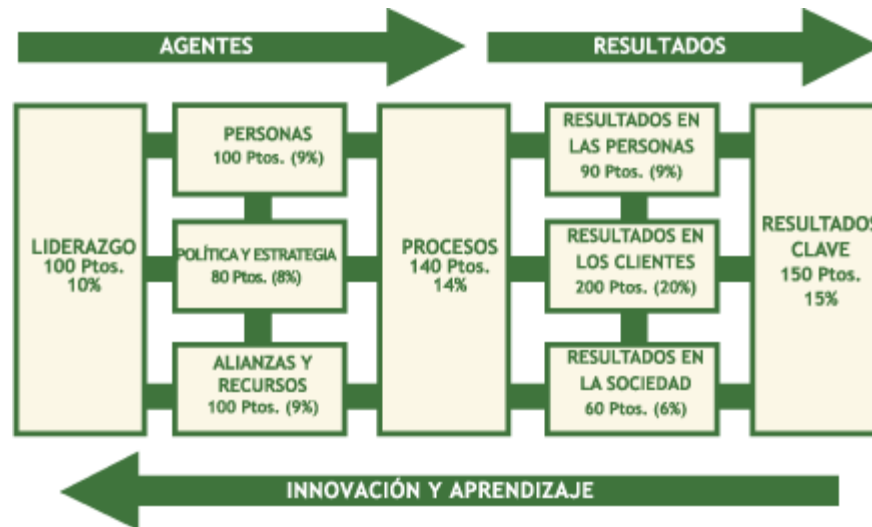 AGENTES
RESULTADOS
LIDERAZGO
100 Ptos.
10%
PERSONAS
100 Ptos. (9%)
POLÍTICA Y ESTRATEGIA
80 Ptos. (8%)
ALIANZAS Y
RECURSOS
100 Ptos. (9%)
PROCESOS
140 Ptos.
14%
RESULTADOS EN
LAS PERSONAS
90 Ptos. (9%)
RESULTADOS EN
LOS CLIENTES
200 Ptos. (20%)
RESULTADOS EN
LA SOCIEDAD
60 Ptos. (6%)
RESULTADOS
CLAVE
150 Ptos.
15%
INNOVACIÓN Y APRENDIZAJE